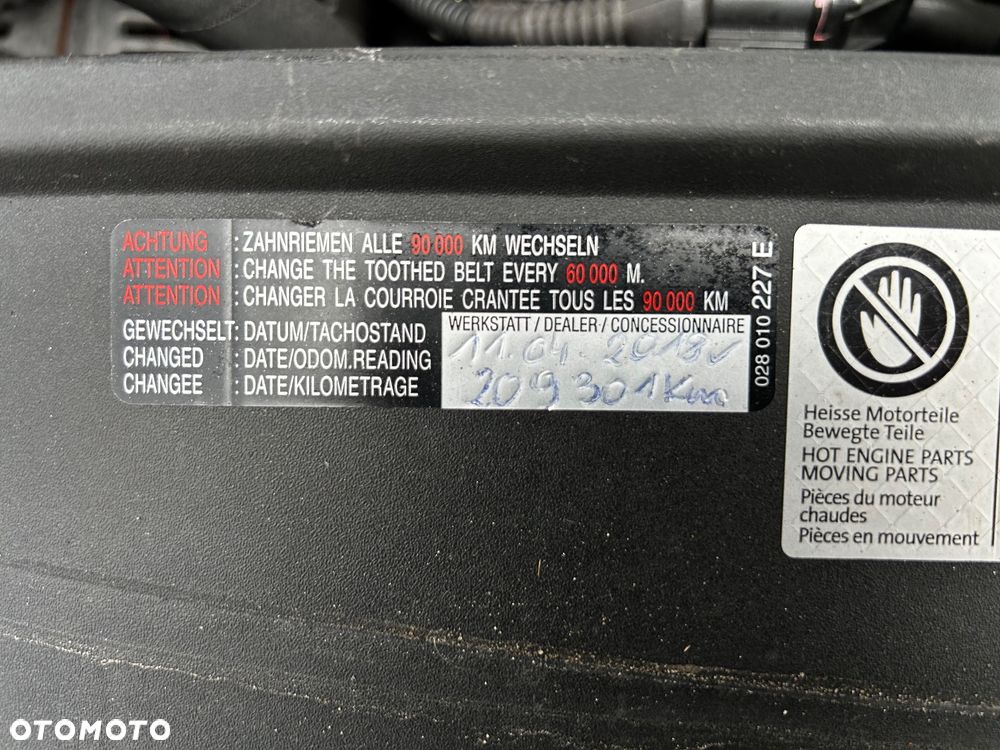 ACHTUNG : ZAHNRIEMEN ALLE 90 000 KM WECHSELN
ATTENTION : CHANGE THE TOOTHED BELT EVERY 60 000 M.
ATTENTION : CHANGER LA COURROIE CRANTEE TOUS LES 90 000 KM
GEWECHSELT: DATUM/TACHOSTAND
CHANGED : DATE/ODOM.READING
CHANGEE : DATE/KILOMETRAGE
WERKSTATT / DEALER / CONCESSIONNAIRE
11.04.2018
209 301 Km
028 010 227 E
Heisse Motorteile
Bewegte Teile
HOT ENGINE PARTS
MOVING PARTS
Pièces du moteur
chaudes
Pièces en mouvement
OTOMOTO